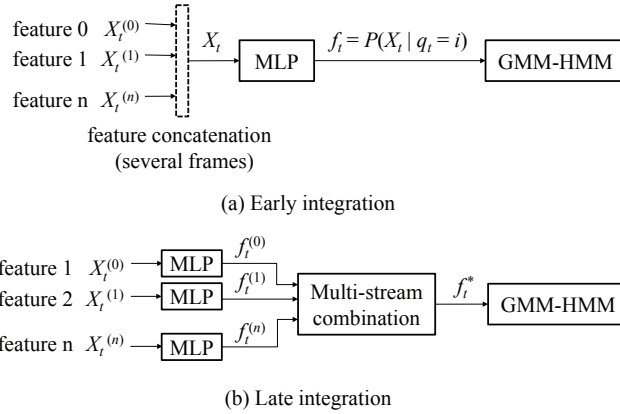 feature 0 X_t^(0)
feature 1 X_t^(1)
feature n X_t^(n)
X_t
MLP
f_t = P(X_t | q_t = i)
GMM-HMM
feature concatenation
(several frames)
(a) Early integration
feature 1 X_t^(0) MLP f_t^(0)
feature 2 X_t^(1) MLP f_t^(1)
feature n X_t^(n) MLP f_t^(n)
Multi-stream
combination
f_t^*
GMM-HMM
(b) Late integration